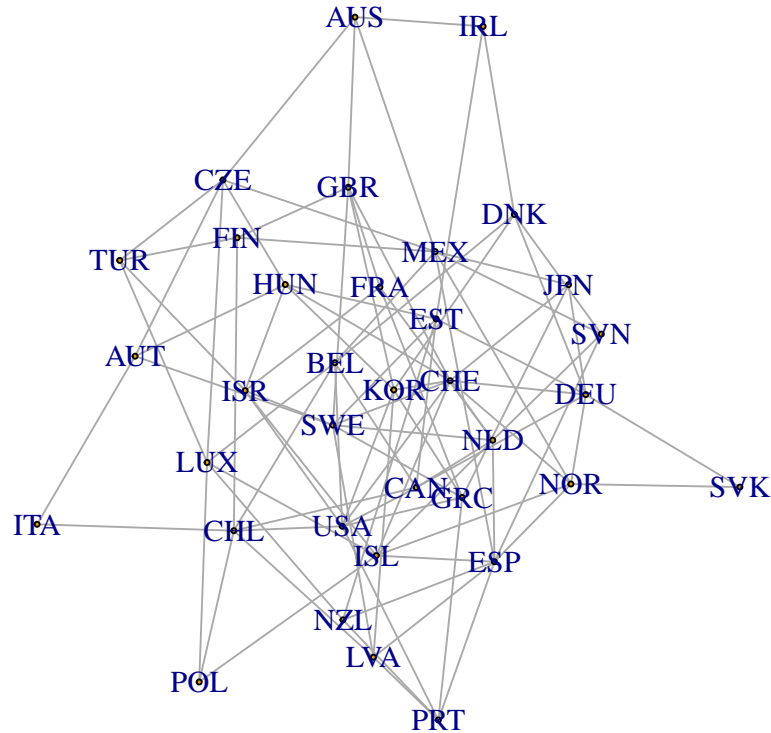 AUS
IRL
CZE
GBR
DNK
FIN
MEX
TUR
HUN
FRA
JPN
EST
SVN
AUT
BEL
ISR
KOR
CHE
DEU
SWE
NLD
LUX
CAN
GRC
NOR
SVK
ITA
CHL
USA
ISL
ESP
NZL
LVA
POL
PRT